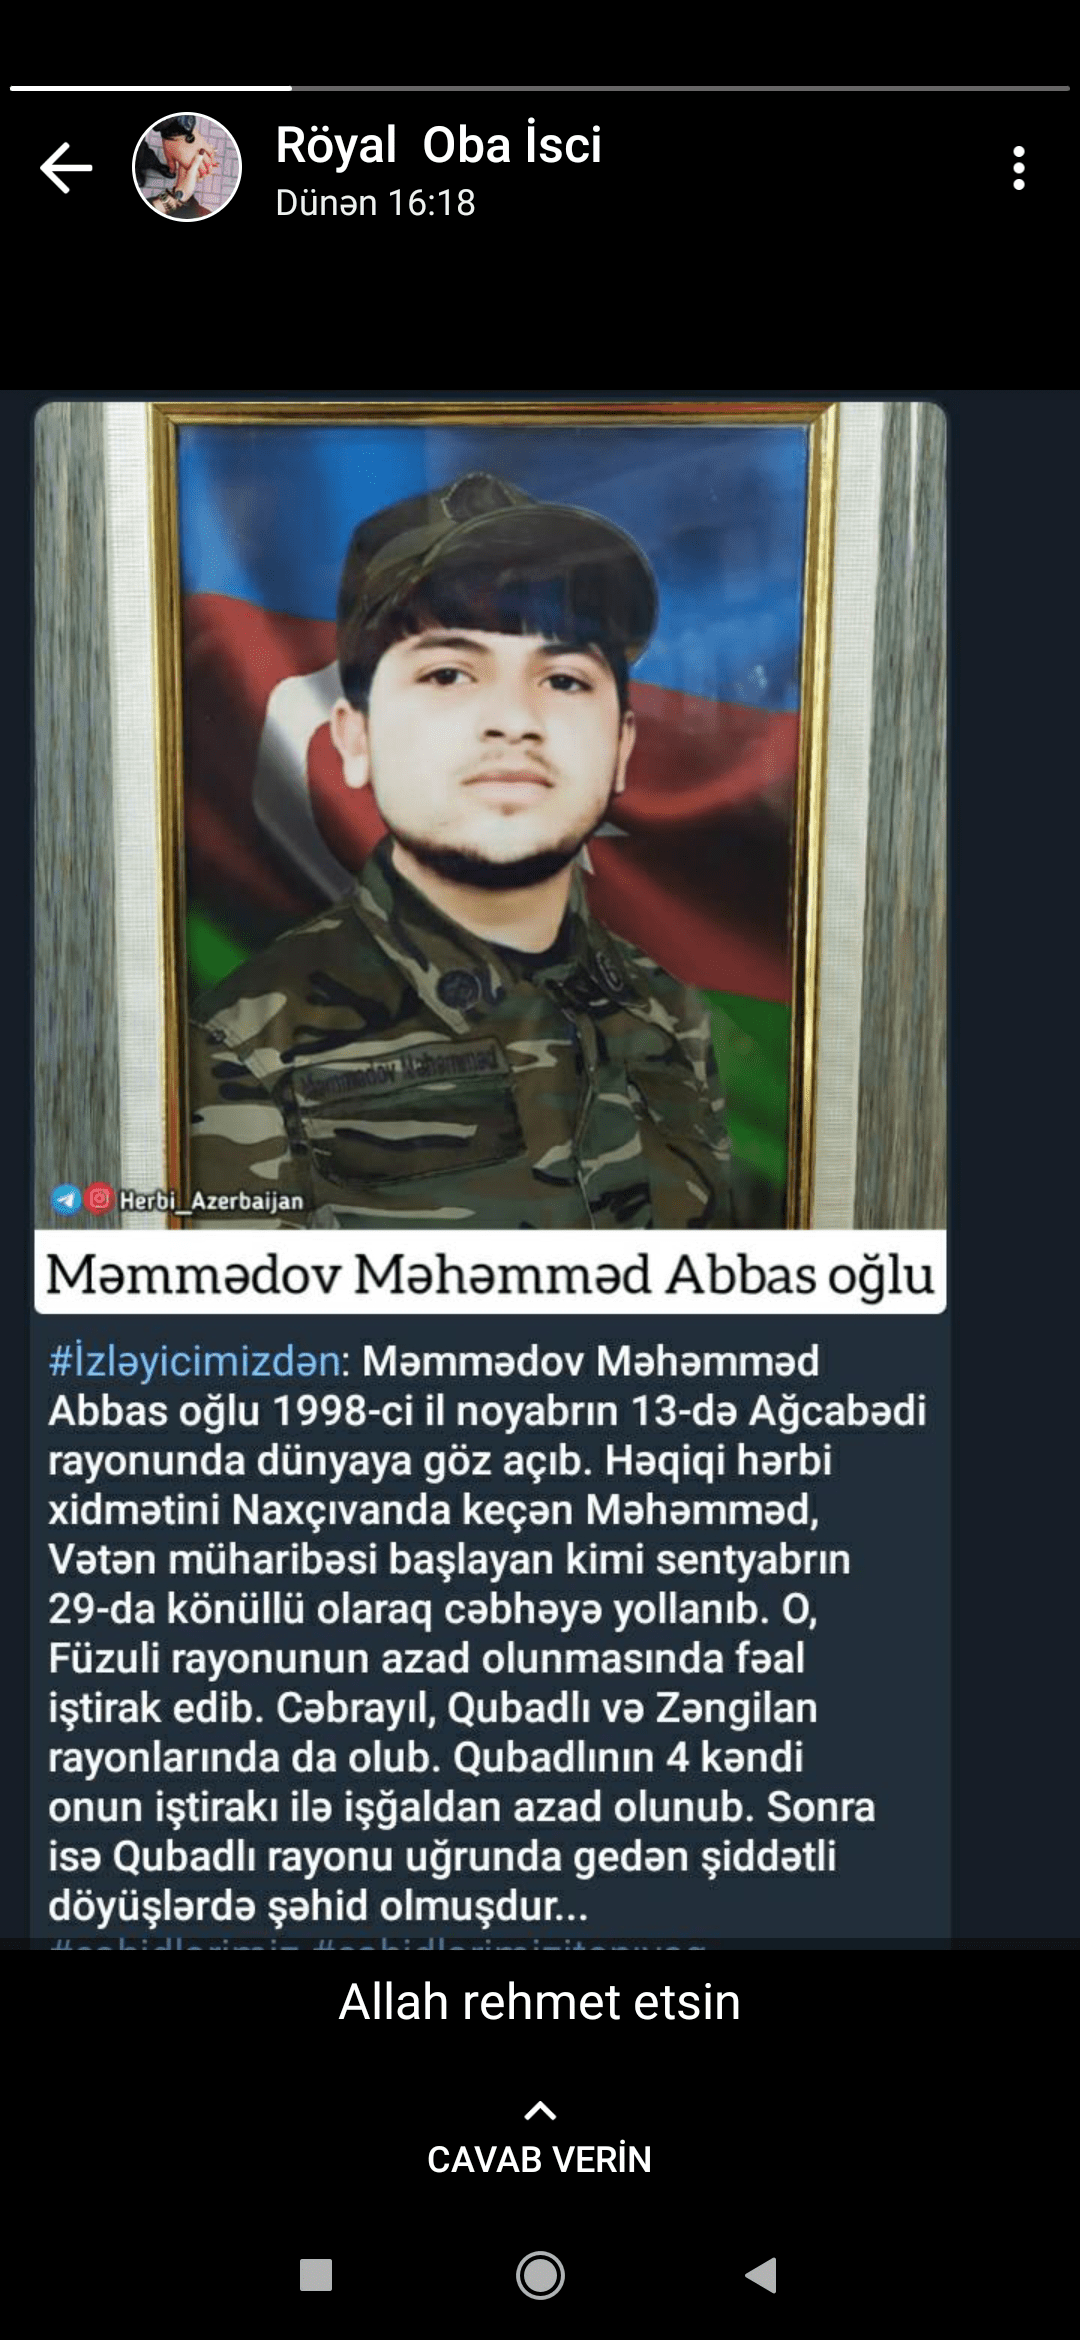 Röyal Oba İsci
Dünən 16:18
Məmmədov Məhəmməd
Herbi_Azerbaijan
Məmmədov Məhəmməd Abbas oğlu
#İzləyicimizdən: Məmmədov Məhəmməd
Abbas oğlu 1998-ci il noyabrın 13-də Ağcabədi
rayonunda dünyaya göz açıb. Həqiqi hərbi
xidmətini Naxçıvanda keçən Məhəmməd,
Vətən müharibəsi başlayan kimi sentyabrın
29-da könüllü olaraq cəbhəyə yollanıb. O,
Füzuli rayonunun azad olunmasında fəal
iştirak edib. Cəbrayıl, Qubadlı və Zəngilan
rayonlarında da olub. Qubadlının 4 kəndi
onun iştirakı ilə işğaldan azad olunub. Sonra
isə Qubadlı rayonu uğrunda gedən şiddətli
döyüşlərdə şəhid olmuşdur...
Allah rehmet etsin
CAVAB VERİN